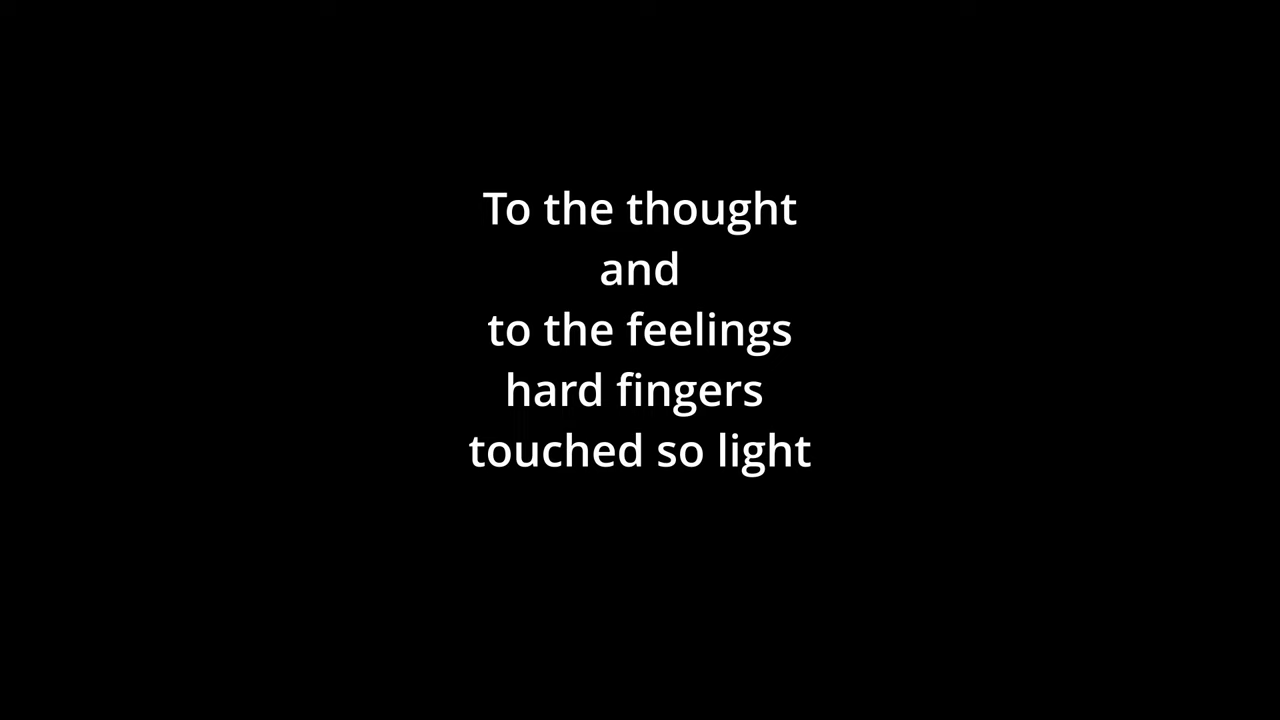 To the thought
and
to the feelings
hard fingers
touched so light